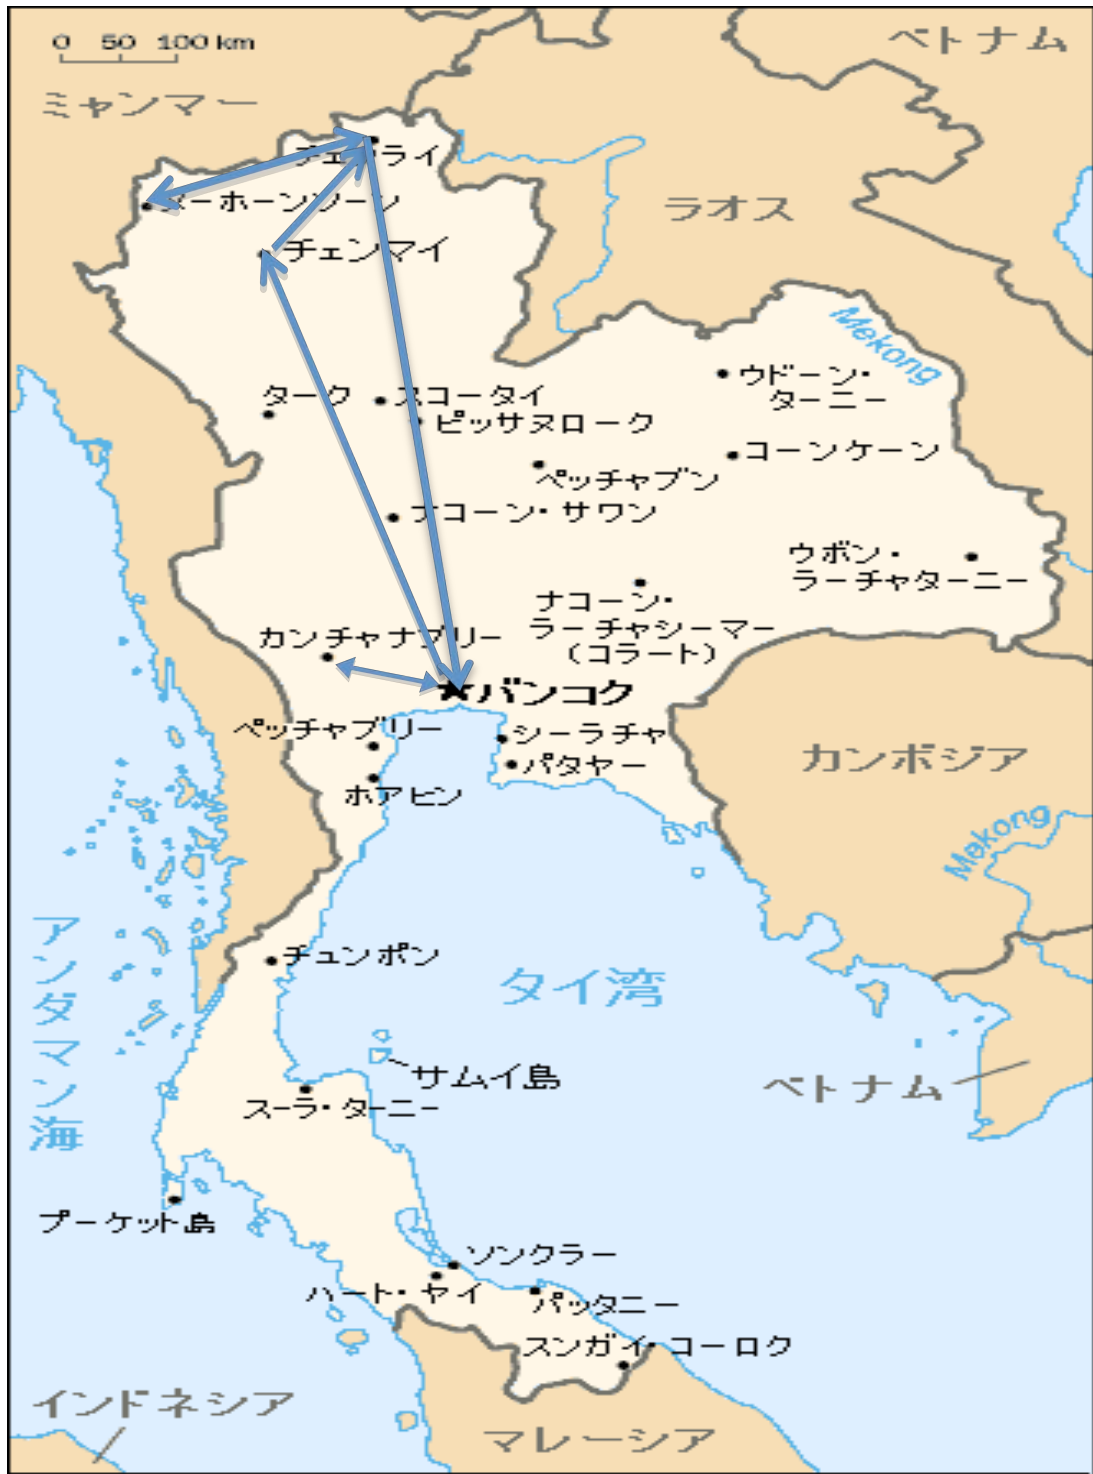 0 50 100 km
ベトナム
ミャンマー
チェンライ
メーホーンソーン
ラオス
チェンマイ
Mekong
ターク
スコータイ
ピッサヌローク
ウドーン・
ターニー
コーンケーン
ペッチャブン
ナコーン・サワン
ウボン・
ラーチャターニー
ナコーン・
ラーチャシーマー
(コラート)
カンチャナブリー
バンコク
ペッチャブリー
シーラチャ
パタヤー
ホアヒン
カンボジア
Mekong
アンダマン海
チュンポン
タイ湾
サムイ島
ベトナム
スーラ・ターニー
プーケット島
ソンクラー
ハート・ヤイ
パッタニー
スンガイ・コーロク
インドネシア
マレーシア